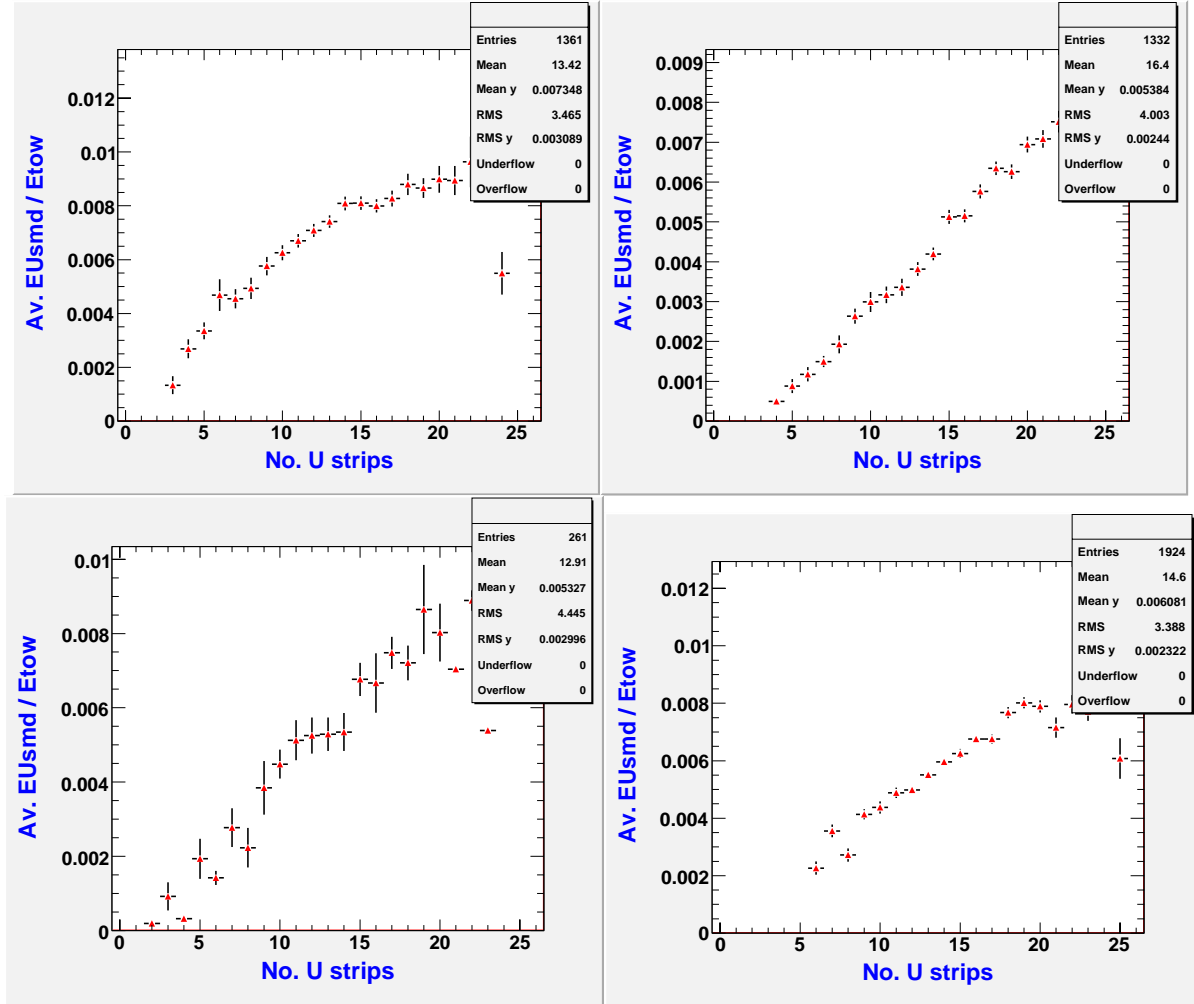 Entries 1361
Mean 13.42
Mean y 0.007348
RMS 3.465
RMS y 0.003089
Underflow 0
Overflow 0
0.012
0.01
0.008
0.006
0.004
0.002
0
0 5 10 15 20 25
Av. EUsmd / Etow
No. U strips
Entries 1332
Mean 16.4
Mean y 0.005384
RMS 4.003
RMS y 0.00244
Underflow 0
Overflow 0
0.009
0.008
0.007
0.006
0.005
0.004
0.003
0.002
0.001
0
0 5 10 15 20 25
Av. EUsmd / Etow
No. U strips
Entries 261
Mean 12.91
Mean y 0.005327
RMS 4.445
RMS y 0.002996
Underflow 0
Overflow 0
0.01
0.008
0.006
0.004
0.002
0
0 5 10 15 20 25
Av. EUsmd / Etow
No. U strips
Entries 1924
Mean 14.6
Mean y 0.006081
RMS 3.388
RMS y 0.002322
Underflow 0
Overflow 0
0.012
0.01
0.008
0.006
0.004
0.002
0
0 5 10 15 20 25
Av. EUsmd / Etow
No. U strips